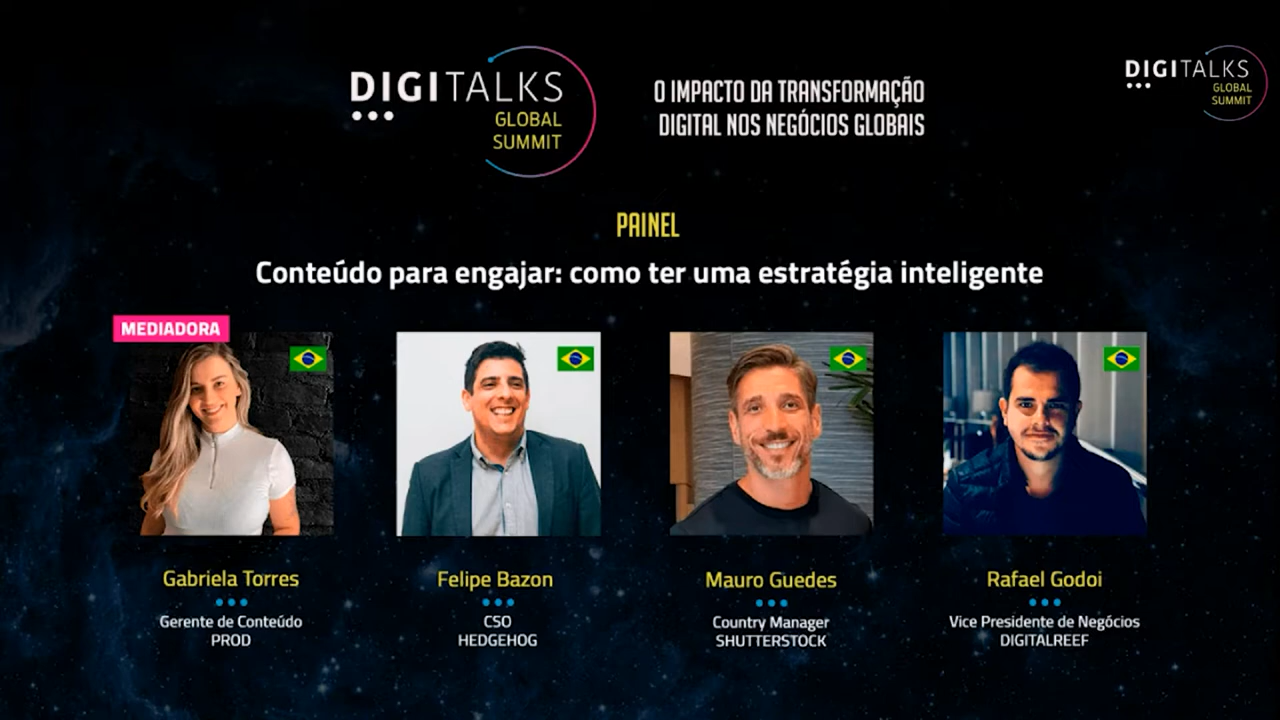 DIGITALKS
GLOBAL
SUMMIT
O IMPACTO DA TRANSFORMAÇÃO
DIGITAL NOS NEGÓCIOS GLOBAIS
DIGITALKS
GLOBAL
SUMMIT
PAINEL
Conteúdo para engajar: como ter uma estratégia inteligente
MEDIADORA
Gabriela Torres
Gerente de Conteúdo
PROD
Felipe Bazon
CSO
HEDGEHOG
Mauro Guedes
Country Manager
SHUTTERSTOCK
Rafael Godoi
Vice Presidente de Negócios
DIGITALREEF